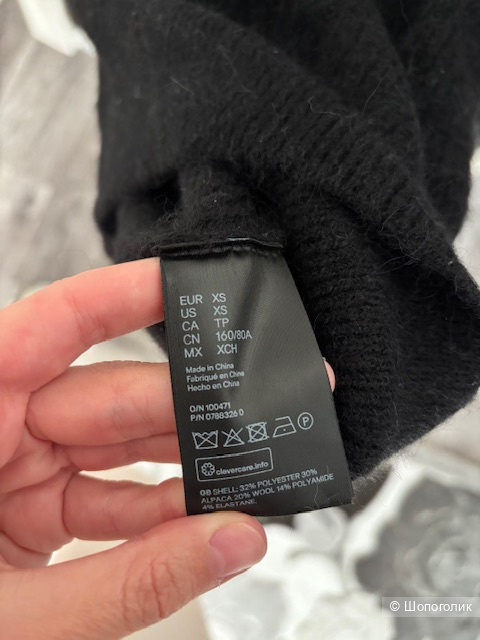 EUR XS
US XS
CA TP
CN 160/80A
MX XCH
Made in China
Fabriqué en Chine
Hecho en China
O/N 100471
P/N 0788326 0
P
clevercare.info
GB SHELL: 32% POLYESTER 30%
ALPACA 20% WOOL 14% POLYAMIDE
4% ELASTANE.
© Шопоголик